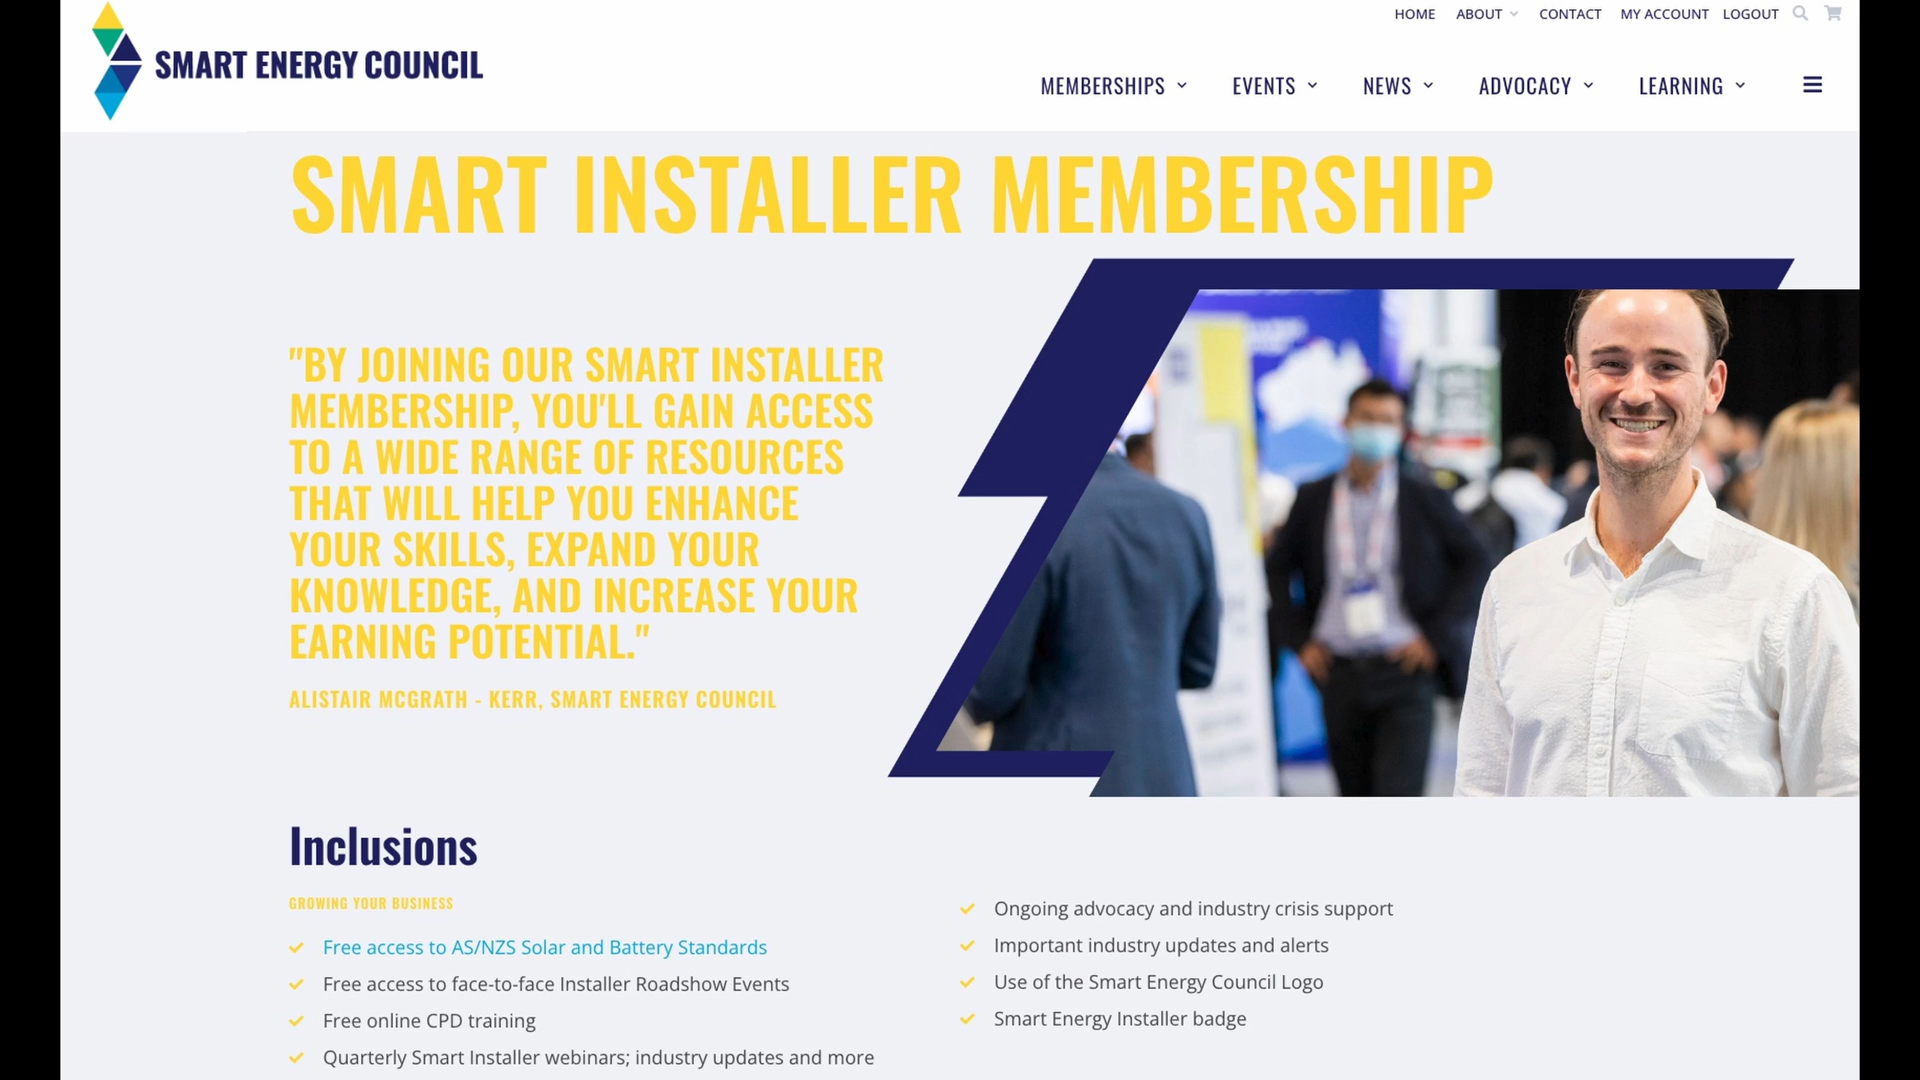 HOME ABOUT CONTACT MY ACCOUNT LOGOUT
SMART ENERGY COUNCIL
MEMBERSHIPS EVENTS NEWS ADVOCACY LEARNING
SMART INSTALLER MEMBERSHIP
"BY JOINING OUR SMART INSTALLER
MEMBERSHIP, YOU'LL GAIN ACCESS
TO A WIDE RANGE OF RESOURCES
THAT WILL HELP YOU ENHANCE
YOUR SKILLS, EXPAND YOUR
KNOWLEDGE, AND INCREASE YOUR
EARNING POTENTIAL."
ALISTAIR MCGRATH - KERR, SMART ENERGY COUNCIL
Inclusions
GROWING YOUR BUSINESS
Free access to AS/NZS Solar and Battery Standards
Free access to face-to-face Installer Roadshow Events
Free online CPD training
Quarterly Smart Installer webinars; industry updates and more
Ongoing advocacy and industry crisis support
Important industry updates and alerts
Use of the Smart Energy Council Logo
Smart Energy Installer badge